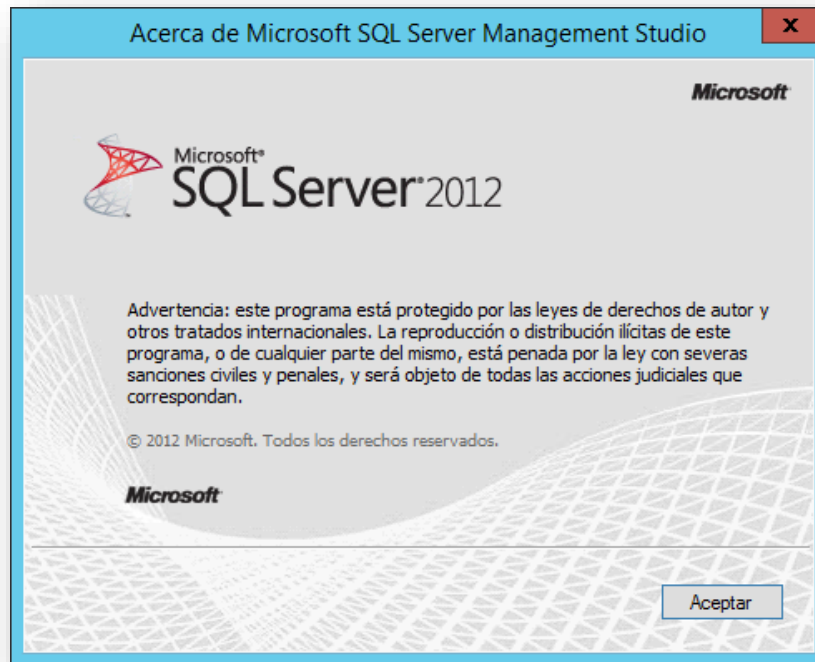 Acerca de Microsoft SQL Server Management Studio
x
Microsoft
Microsoft®
SQL Server® 2012
Advertencia: este programa está protegido por las leyes de derechos de autor y
otros tratados internacionales. La reproducción o distribución ilícitas de este
programa, o de cualquier parte del mismo, está penada por la ley con severas
sanciones civiles y penales, y será objeto de todas las acciones judiciales que
correspondan.
© 2012 Microsoft. Todos los derechos reservados.
Microsoft
Aceptar